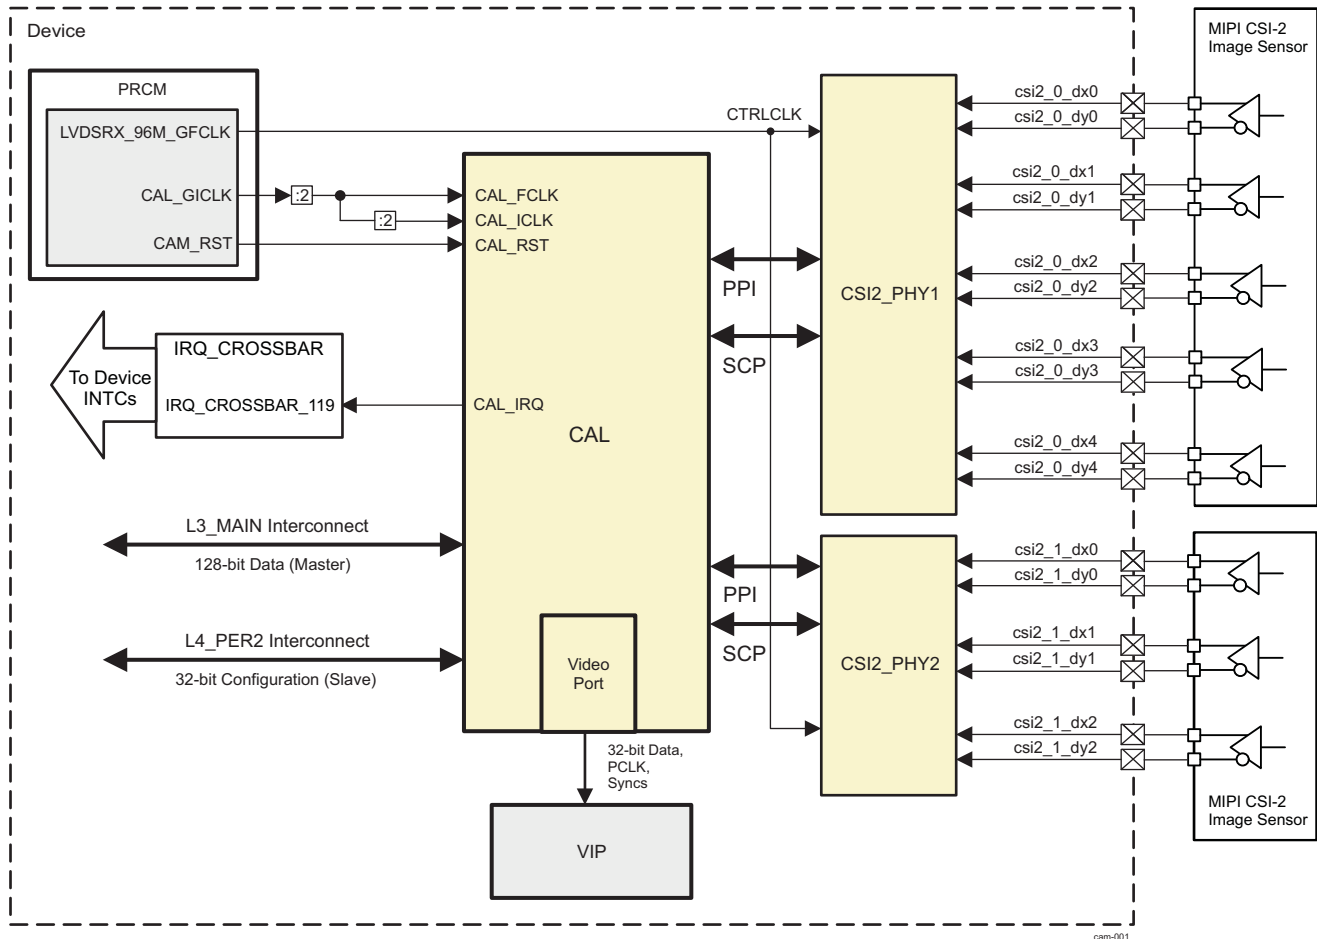 Device
MIPI CSI-2
Image Sensor
PRCM
LVDSRX_96M_GFCLK
CAL_GICLK
CAM_RST
:2
:2
CTRLCLK
CAL_FCLK
CAL_ICLK
CAL_RST
CAL_IRQ
CAL
PPI
SCP
CSI2_PHY1
csi2_0_dx0
csi2_0_dy0
csi2_0_dx1
csi2_0_dy1
csi2_0_dx2
csi2_0_dy2
csi2_0_dx3
csi2_0_dy3
csi2_0_dx4
csi2_0_dy4
To Device
INTCs
IRQ_CROSSBAR
IRQ_CROSSBAR_119
L3_MAIN Interconnect
128-bit Data (Master)
L4_PER2 Interconnect
32-bit Configuration (Slave)
PPI
SCP
CSI2_PHY2
csi2_1_dx0
csi2_1_dy0
csi2_1_dx1
csi2_1_dy1
csi2_1_dx2
csi2_1_dy2
Video
Port
32-bit Data,
PCLK,
Syncs
VIP
MIPI CSI-2
Image Sensor
cam-001